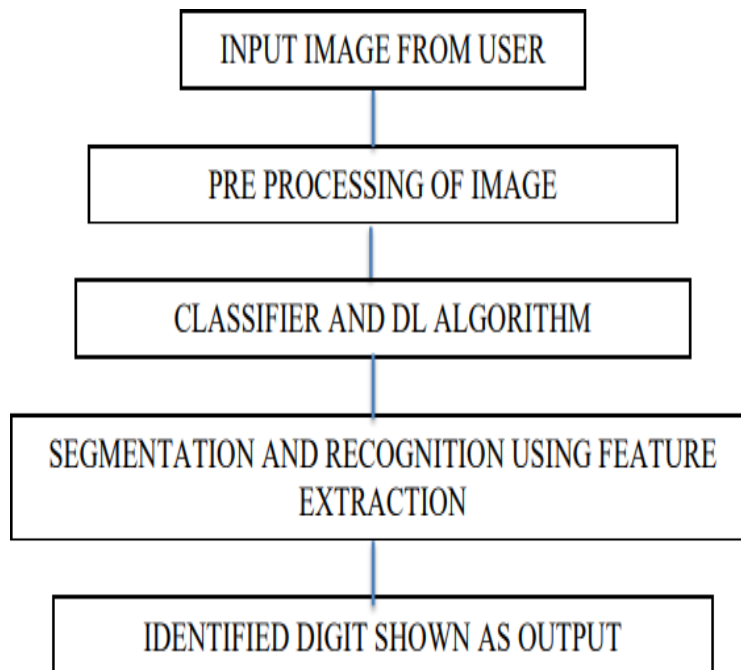 INPUT IMAGE FROM USER
PRE PROCESSING OF IMAGE
CLASSIFIER AND DL ALGORITHM
SEGMENTATION AND RECOGNITION USING FEATURE
EXTRACTION
IDENTIFIED DIGIT SHOWN AS OUTPUT